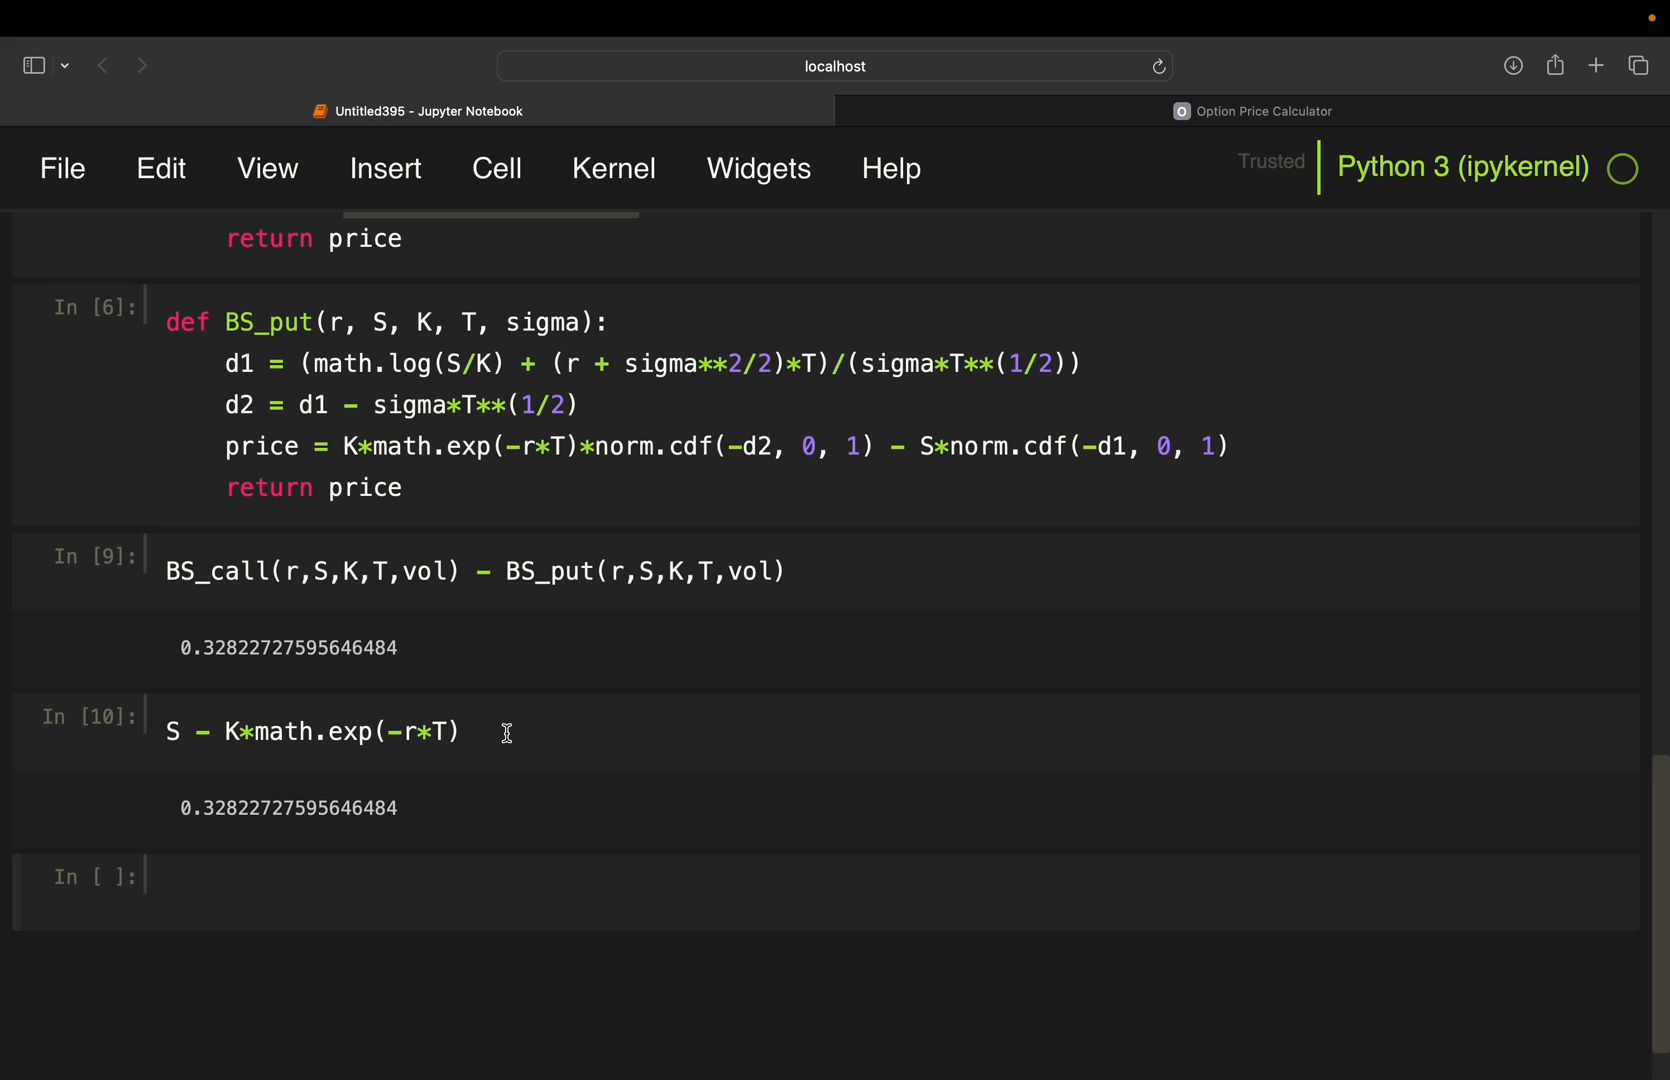 localhost
Untitled395 - Jupyter Notebook
O Option Price Calculator
File Edit View Insert Cell Kernel Widgets Help Trusted Python 3 (ipykernel)
return price
In [6]:
def BS_put(r, S, K, T, sigma):
d1 = (math.log(S/K) + (r + sigma**2/2)*T)/(sigma*T**(1/2))
d2 = d1 - sigma*T**(1/2)
price = K*math.exp(-r*T)*norm.cdf(-d2, 0, 1) - S*norm.cdf(-d1, 0, 1)
return price
In [9]:
BS_call(r,S,K,T,vol) - BS_put(r,S,K,T,vol)
0.32822727595646484
In [10]:
S - K*math.exp(-r*T)
0.32822727595646484
In [ ]: